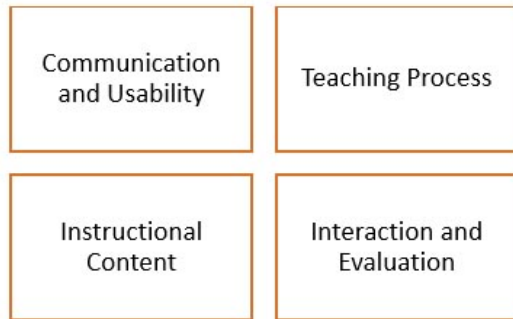 Communication
and Usability
Teaching Process
Instructional
Content
Interaction and
Evaluation